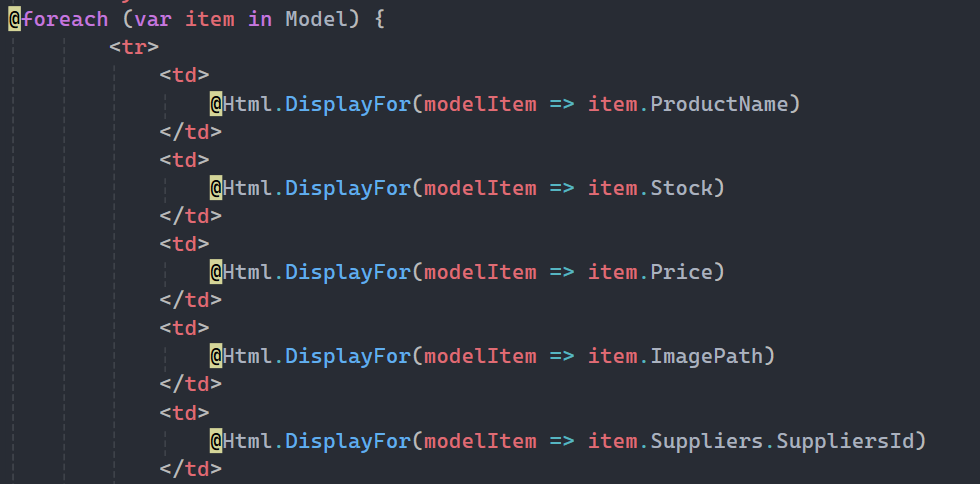 @foreach (var item in Model) {
<tr>
<td>
@Html.DisplayFor(modelItem => item.ProductName)
</td>
<td>
@Html.DisplayFor(modelItem => item.Stock)
</td>
<td>
@Html.DisplayFor(modelItem => item.Price)
</td>
<td>
@Html.DisplayFor(modelItem => item.ImagePath)
</td>
<td>
@Html.DisplayFor(modelItem => item.Suppliers.SuppliersId)
</td>